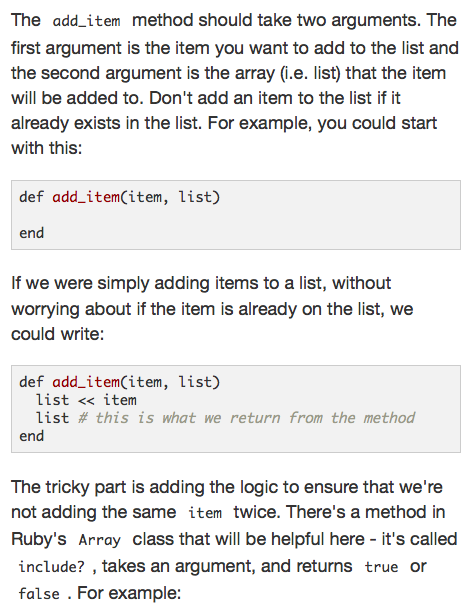 The add_item method should take two arguments. The
first argument is the item you want to add to the list and
the second argument is the array (i.e. list) that the item
will be added to. Don't add an item to the list if it
already exists in the list. For example, you could start
with this:
def add_item(item, list)
end
If we were simply adding items to a list, without
worrying about if the item is already on the list, we
could write:
def add_item(item, list)
  list << item
  list # this is what we return from the method
end
The tricky part is adding the logic to ensure that we're
not adding the same item twice. There's a method in
Ruby's Array class that will be helpful here - it's called
include? , takes an argument, and returns true or
false . For example: